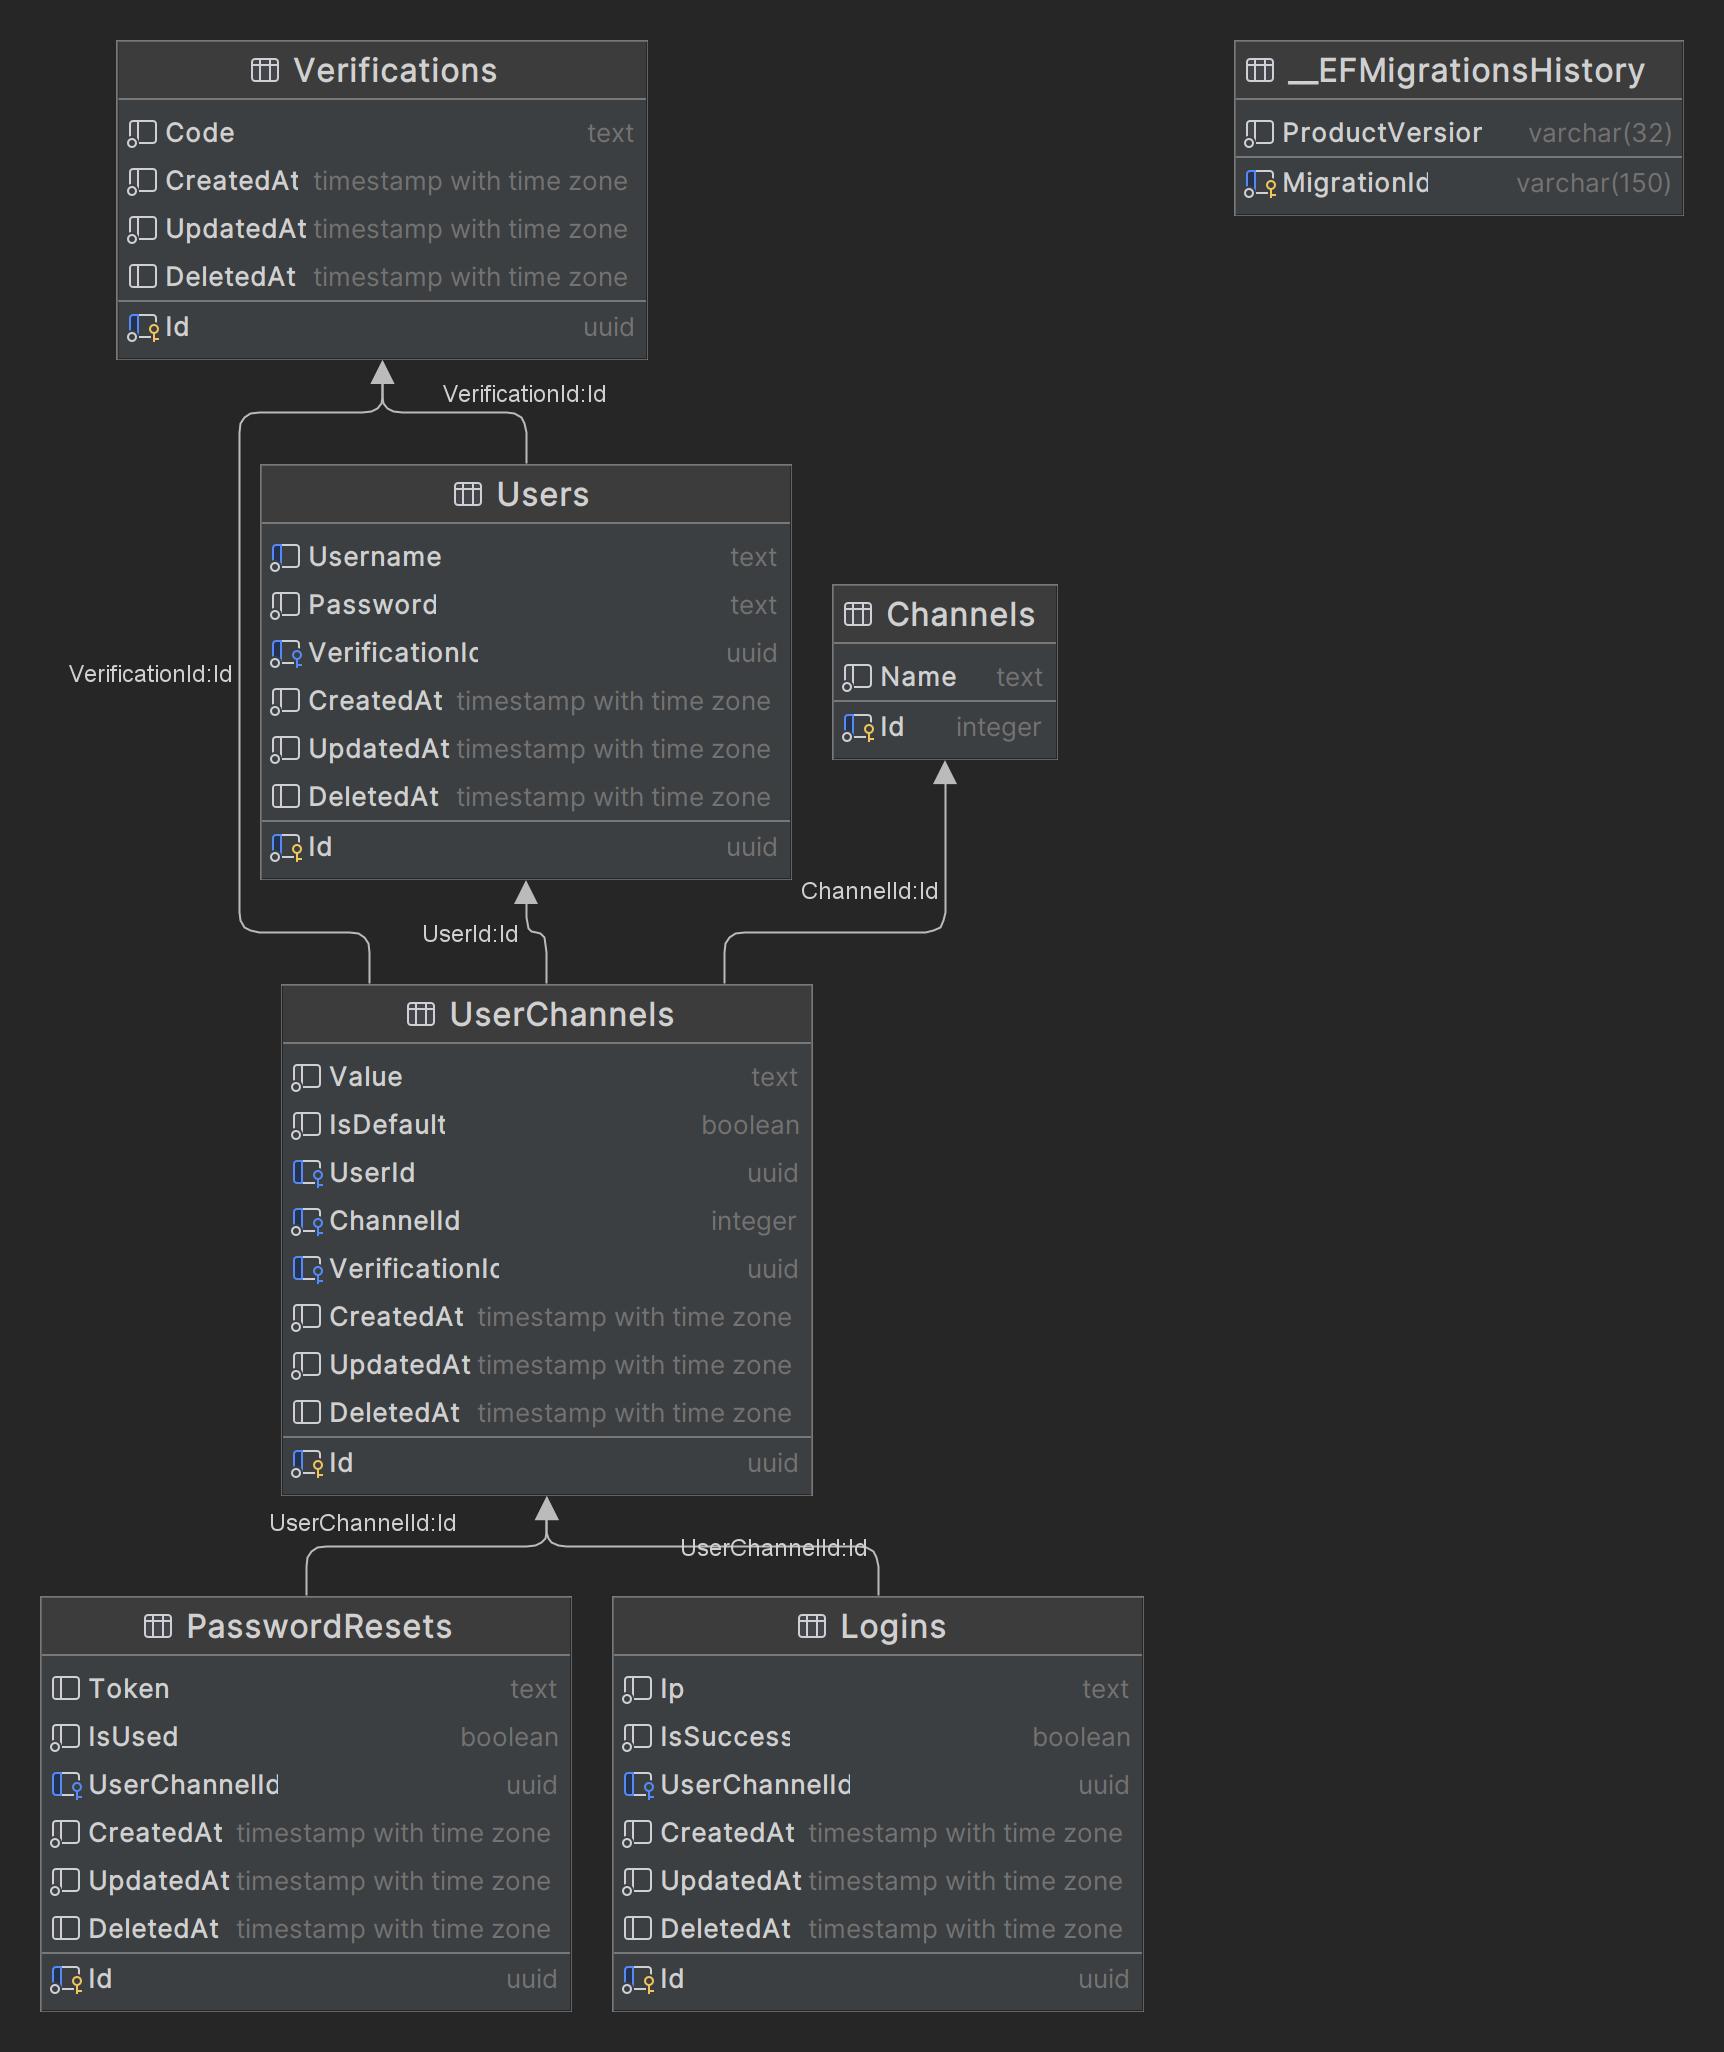 Verifications
Code text
CreatedAt timestamp with time zone
UpdatedAt timestamp with time zone
DeletedAt timestamp with time zone
Id uuid
__EFMigrationsHistory
ProductVersion varchar(32)
MigrationId varchar(150)
VerificationId:Id
VerificationId:Id
Users
Username text
Password text
VerificationId uuid
CreatedAt timestamp with time zone
UpdatedAt timestamp with time zone
DeletedAt timestamp with time zone
Id uuid
Channels
Name text
Id integer
UserId:Id
ChannelId:Id
UserChannels
Value text
IsDefault boolean
UserId uuid
ChannelId integer
VerificationId uuid
CreatedAt timestamp with time zone
UpdatedAt timestamp with time zone
DeletedAt timestamp with time zone
Id uuid
UserChannelId:Id
UserChannelId:Id
PasswordResets
Token text
IsUsed boolean
UserChannelId uuid
CreatedAt timestamp with time zone
UpdatedAt timestamp with time zone
DeletedAt timestamp with time zone
Id uuid
Logins
Ip text
IsSuccess boolean
UserChannelId uuid
CreatedAt timestamp with time zone
UpdatedAt timestamp with time zone
DeletedAt timestamp with time zone
Id uuid